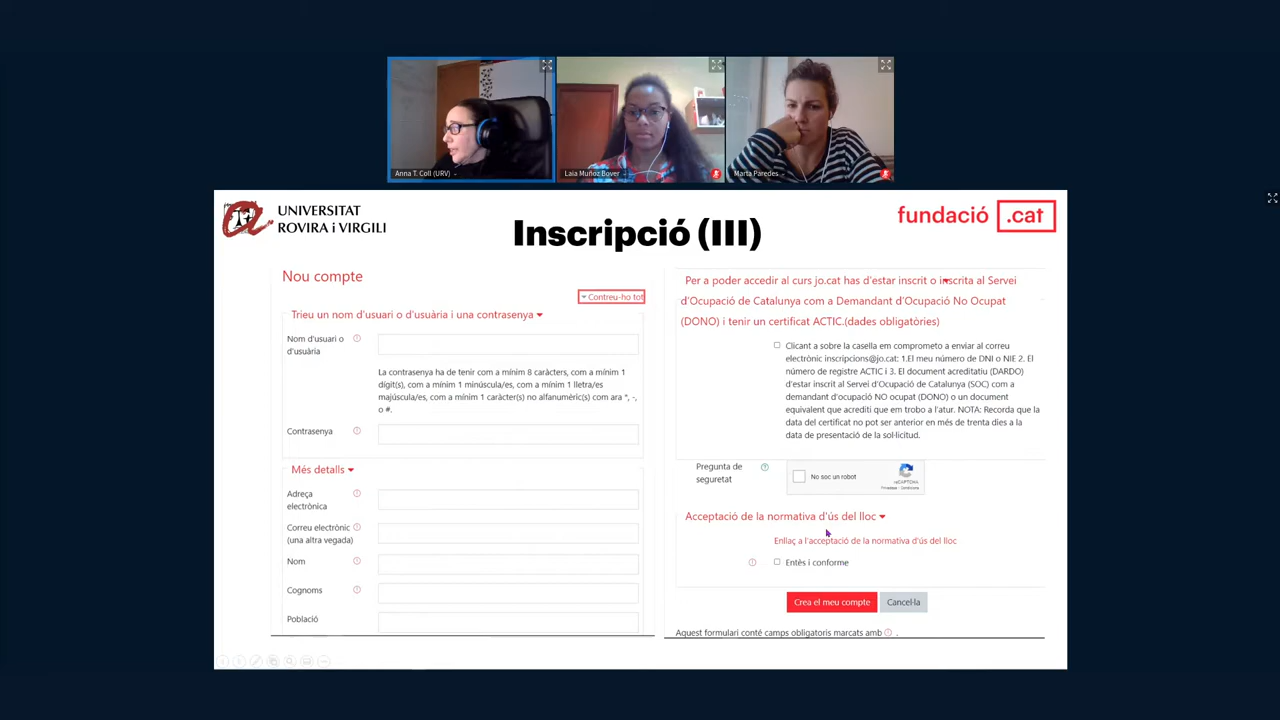 Anna T. Coll (URV)
Laia Muñoz Bover
Marta Paredes
UNIVERSITAT
ROVIRA i VIRGILI
Inscripció (III)
fundació .cat
Nou compte
Contreu-ho tot
Trieu un nom d'usuari o d'usuària i una contrasenya
Nom d'usuari o
d'usuària
La contrasenya ha de tenir com a mínim 8 caràcters, com a mínim 1
dígit(s), com a mínim 1 minúscula/es, com a mínim 1 lletra/es
majúscula/es, com a mínim 1 caràcter(s) no alfanumèric(s) com ara *, -,
o #.
Contrasenya
Més detalls
Adreça
electrònica
Correu electrònic
(una altra vegada)
Nom
Cognoms
Població
Per a poder accedir al curs jo.cat has d'estar inscrit o inscrita al Servei
d'Ocupació de Catalunya com a Demandant d'Ocupació No Ocupat
(DONO) i tenir un certificat ACTIC.(dades obligatòries)
Clicant a sobre la casella em comprometo a enviar al correu
electrònic inscripcions@jo.cat: 1.El meu número de DNI o NIE 2. El
número de registre ACTIC i 3. El document acreditatiu (DARDO)
d'estar inscrit al Servei d'Ocupació de Catalunya (SOC) com a
demandant d'ocupació NO ocupat (DONO) o un document
equivalent que acrediti que em trobo a l'atur. NOTA: Recorda que la
data del certificat no pot ser anterior en més de trenta dies a la
data de presentació de la sol·licitud.
Pregunta de
seguretat
No soc un robot
reCAPTCHA
Privadesa - Condicions
Acceptació de la normativa d'ús del lloc
Enllaç a l'acceptació de la normativa d'ús del lloc
Entès i conforme
Crea el meu compte
Cancel·la
Aquest formulari conté camps obligatoris marcats amb .